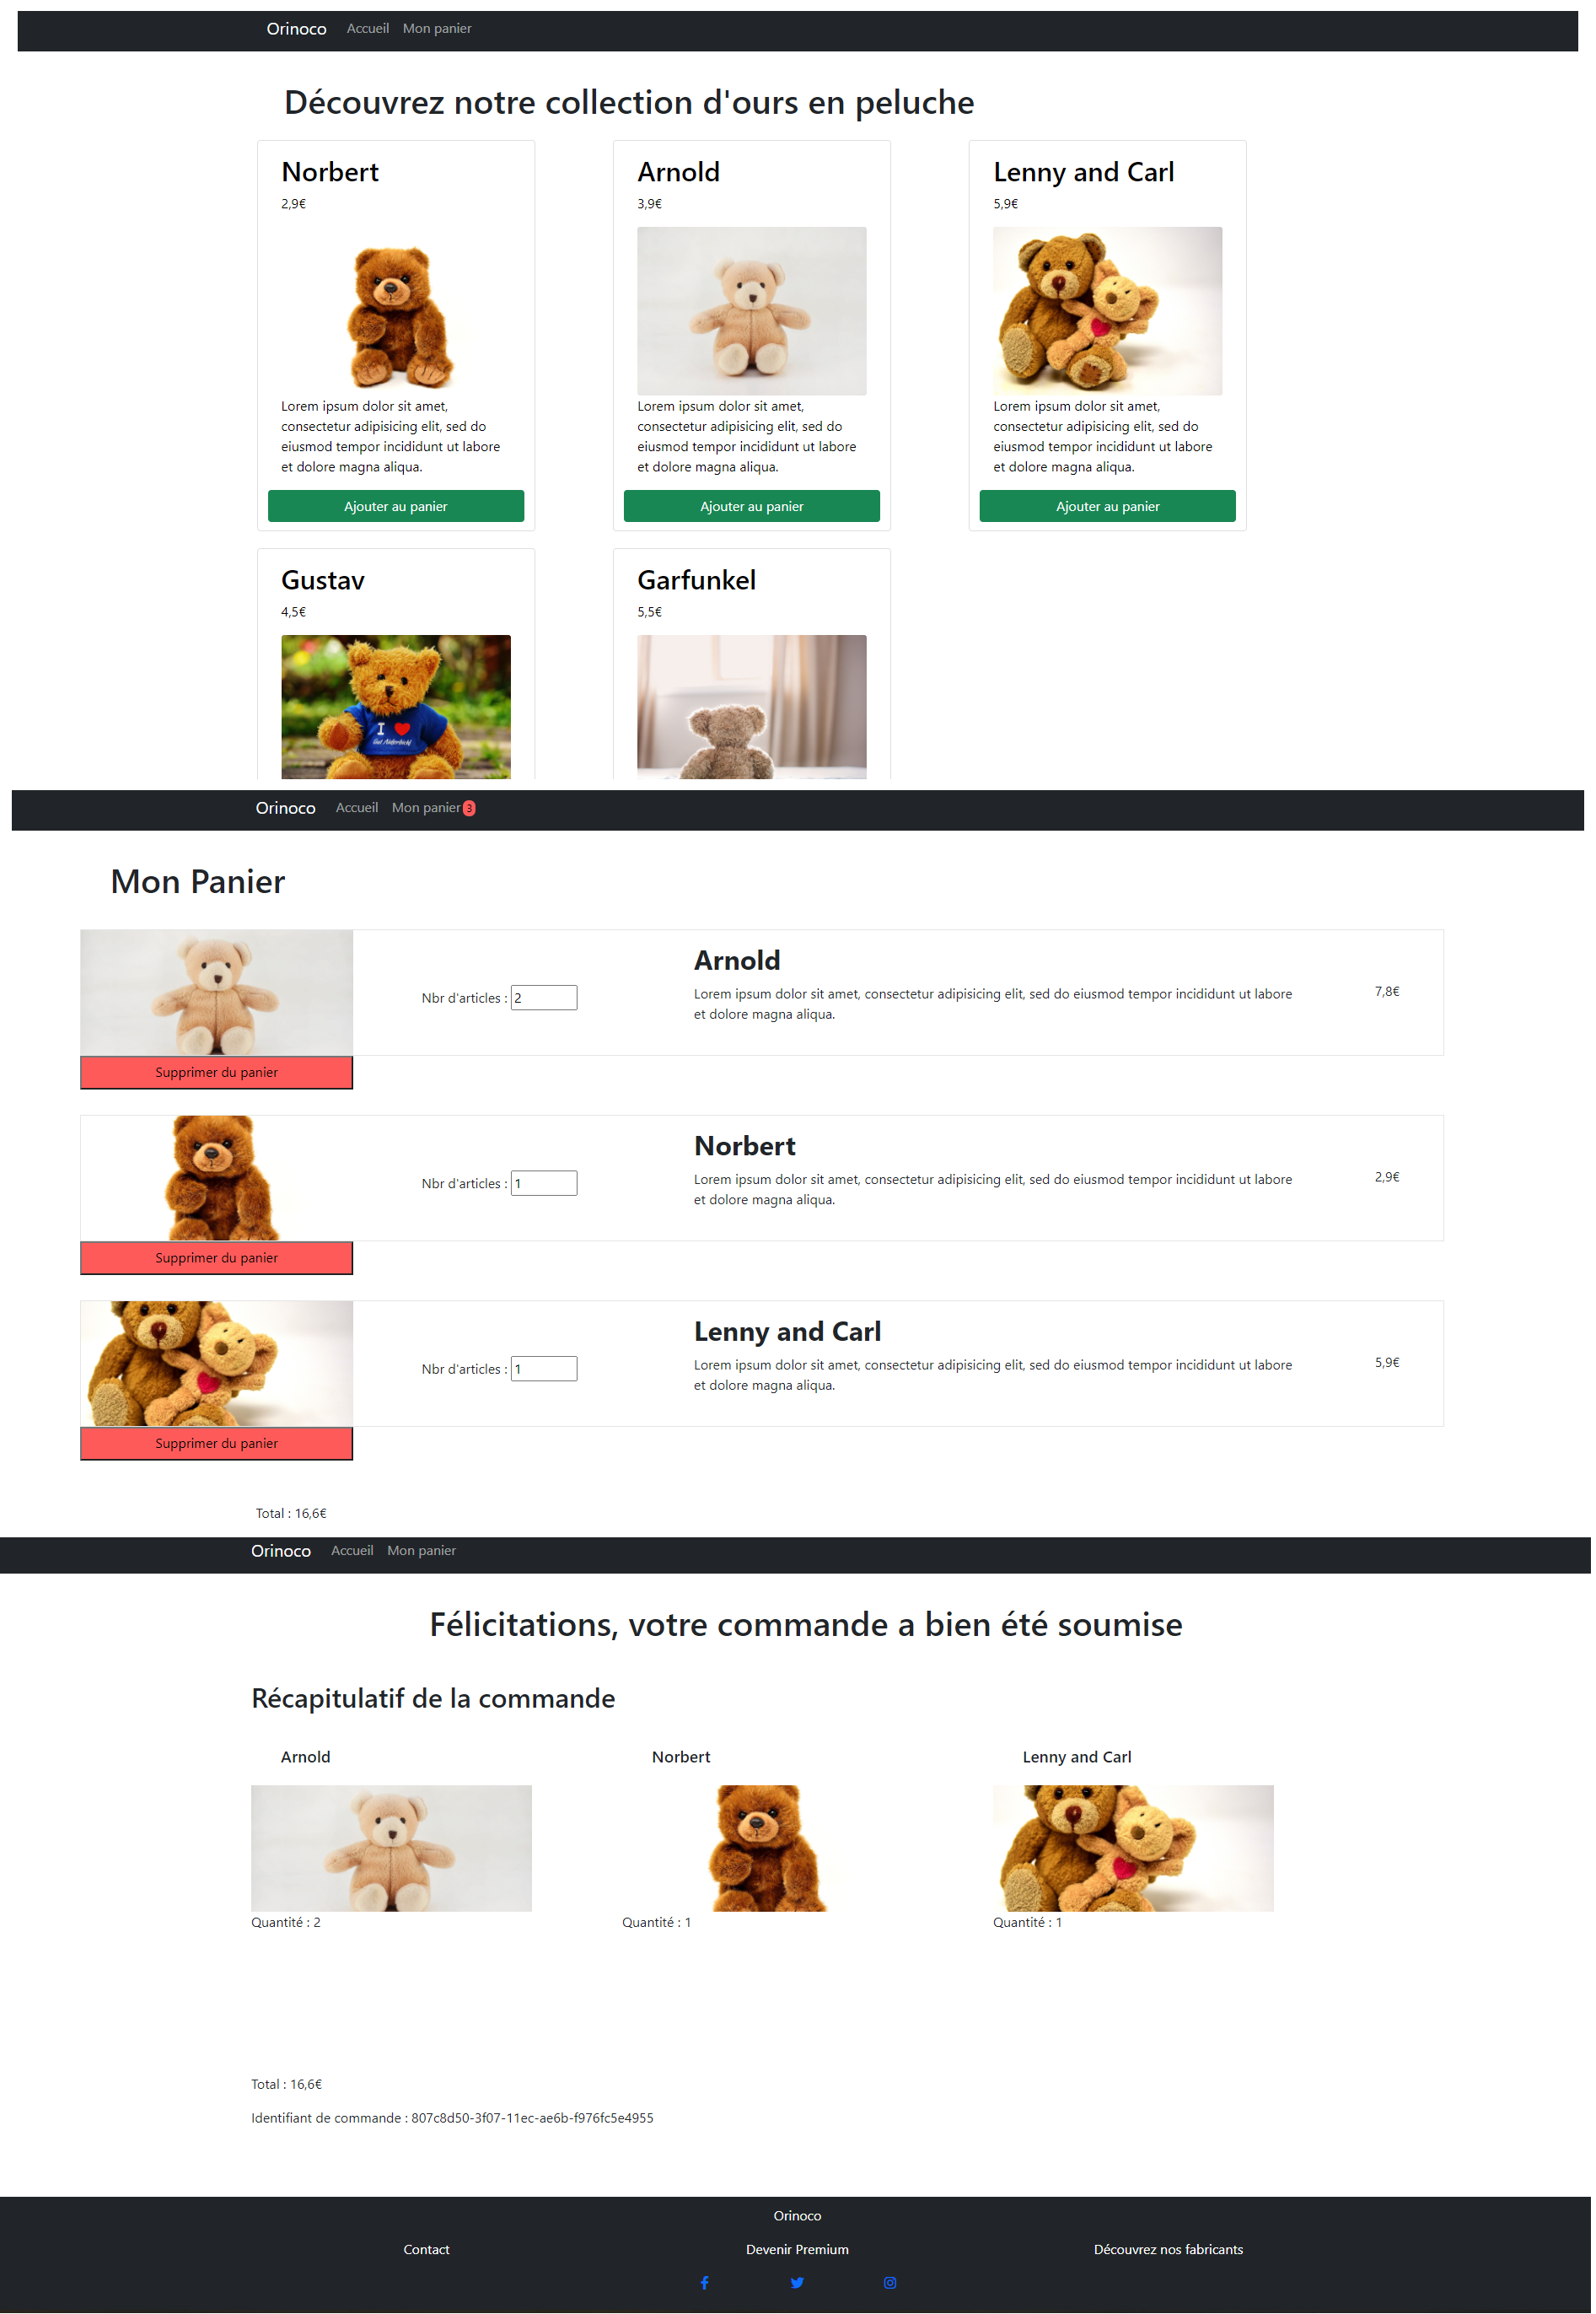 Orinoco Accueil Mon panier
Découvrez notre collection d'ours en peluche
Norbert
2,9€
Lorem ipsum dolor sit amet,
consectetur adipisicing elit, sed do
eiusmod tempor incididunt ut labore
et dolore magna aliqua.
Ajouter au panier
Arnold
3,9€
Lorem ipsum dolor sit amet,
consectetur adipisicing elit, sed do
eiusmod tempor incididunt ut labore
et dolore magna aliqua.
Ajouter au panier
Lenny and Carl
5,9€
Lorem ipsum dolor sit amet,
consectetur adipisicing elit, sed do
eiusmod tempor incididunt ut labore
et dolore magna aliqua.
Ajouter au panier
Gustav
4,5€
I ❤
Garfunkel
5,5€
Orinoco Accueil Mon panier 3
Mon Panier
Nbr d'articles : 2
Arnold
Lorem ipsum dolor sit amet, consectetur adipisicing elit, sed do eiusmod tempor incididunt ut labore
et dolore magna aliqua.
7,8€
Supprimer du panier
Nbr d'articles : 1
Norbert
Lorem ipsum dolor sit amet, consectetur adipisicing elit, sed do eiusmod tempor incididunt ut labore
et dolore magna aliqua.
2,9€
Supprimer du panier
Nbr d'articles : 1
Lenny and Carl
Lorem ipsum dolor sit amet, consectetur adipisicing elit, sed do eiusmod tempor incididunt ut labore
et dolore magna aliqua.
5,9€
Supprimer du panier
Total : 16,6€
Orinoco Accueil Mon panier
Félicitations, votre commande a bien été soumise
Récapitulatif de la commande
Arnold
Quantité : 2
Norbert
Quantité : 1
Lenny and Carl
Quantité : 1
Total : 16,6€
Identifiant de commande : 807c8d50-3f07-11ec-ae6b-f976fc5e4955
Orinoco
Contact Devenir Premium Découvrez nos fabricants